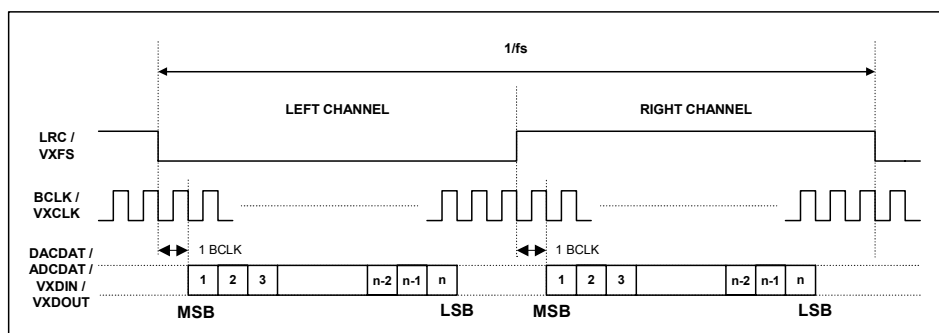 1/fs
LEFT CHANNEL
RIGHT CHANNEL
LRC /
VXFS
BCLK /
VXCLK
1 BCLK
1 BCLK
DACDAT /
ADCDAT /
VXDIN /
VXDOUT
1 2 3 n-2 n-1 n 1 2 3 n-2 n-1 n
MSB LSB MSB LSB